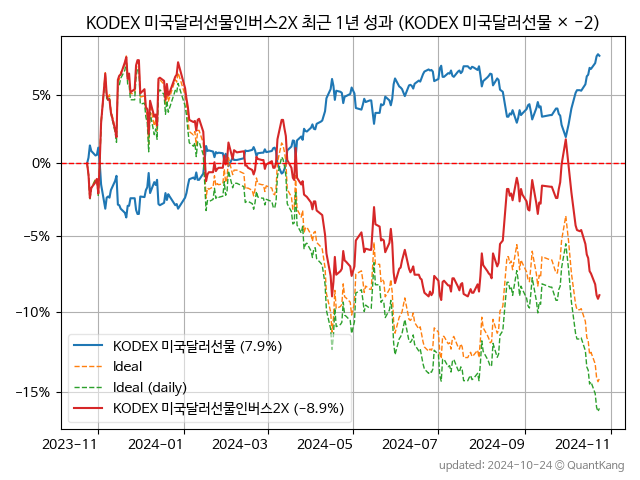 KODEX 미국달러선물인버스2X 최근 1년 성과 (KODEX 미국달러선물 × −2)
5%
0%
−5%
−10%
−15%
KODEX 미국달러선물 (7.9%)
Ideal
Ideal (daily)
KODEX 미국달러선물인버스2X (−8.9%)
2023-11 2024-01 2024-03 2024-05 2024-07 2024-09 2024-11
updated: 2024-10-24 © QuantKang